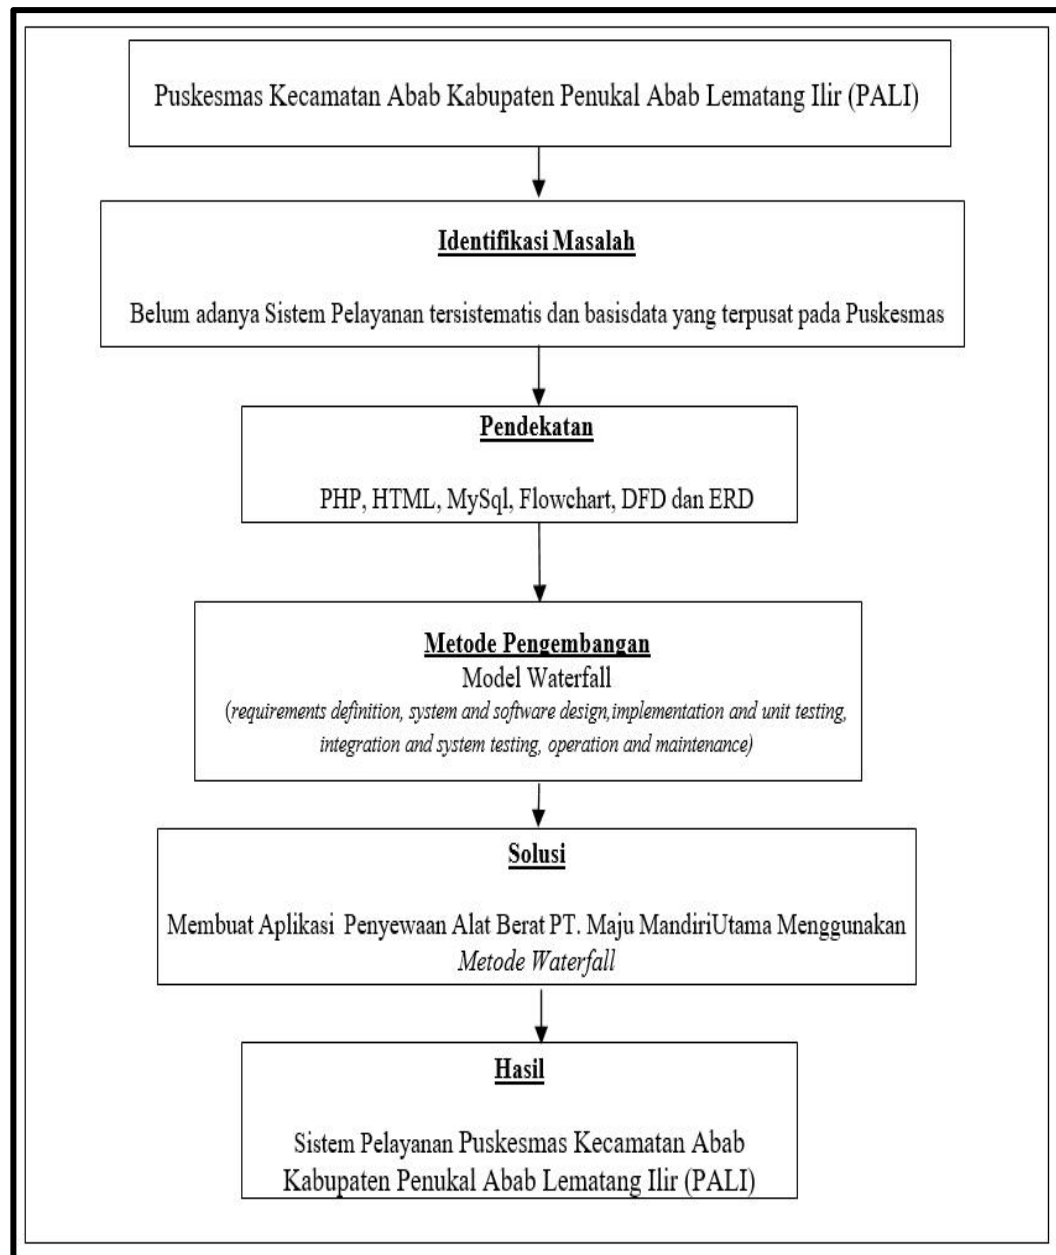 Puskesmas Kecamatan Abab Kabupaten Penukal Abab Lematang Ilir (PALI)
Identifikasi Masalah
Belum adanya Sistem Pelayanan tersistematis dan basisdata yang terpusat pada Puskesmas
Pendekatan
PHP, HTML, MySql, Flowchart, DFD dan ERD
Metode Pengembangan
Model Waterfall
(requirements definition, system and software design,implementation and unit testing,
integration and system testing, operation and maintenance)
Solusi
Membuat Aplikasi Penyewaan Alat Berat PT. Maju MandiriUtama Menggunakan
Metode Waterfall
Hasil
Sistem Pelayanan Puskesmas Kecamatan Abab
Kabupaten Penukal Abab Lematang Ilir (PALI)